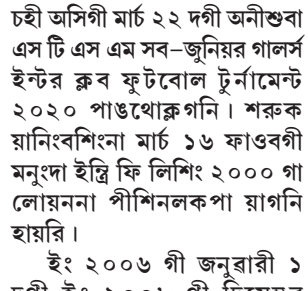 চহী অসিগী মার্চ ২২ দগী অনীশুবা
এস টি এস এম সব-জুনিয়র গালর্স
ইন্টর ক্লব ফুটবোল টুর্নামেন্ট
২০২০ পাঙথোক্লগনি। শরুক
য়ানিংবশিংনা মার্চ ১৬ ফাওবগী
মনুংদা ইন্ত্রি ফি লিশিং ২০০০ গা
লোয়ননা পীশিনলকপা য়াগনি
হায়রি।
ইং ২০০৬ গী জনুৱারী ১